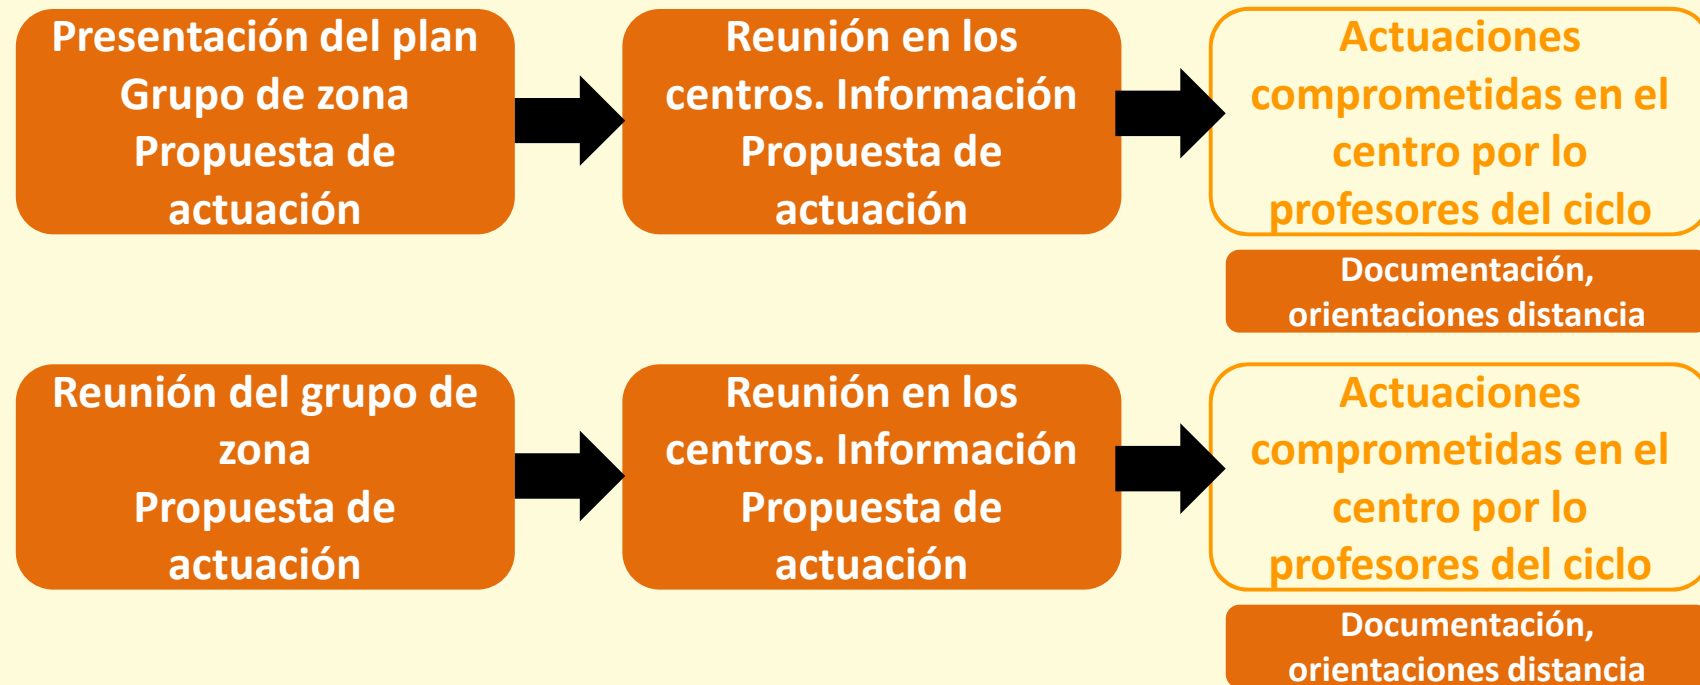 Presentación del plan
Grupo de zona
Propuesta de
actuación
Reunión en los
centros. Información
Propuesta de
actuación
Actuaciones
comprometidas en el
centro por lo
profesores del ciclo
Documentación,
orientaciones distancia
Reunión del grupo de
zona
Propuesta de
actuación
Reunión en los
centros. Información
Propuesta de
actuación
Actuaciones
comprometidas en el
centro por lo
profesores del ciclo
Documentación,
orientaciones distancia